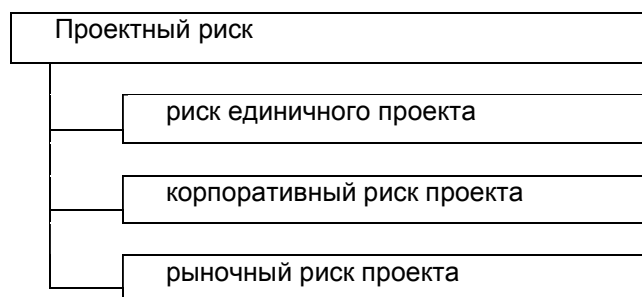 Проектный риск
риск единичного проекта
корпоративный риск проекта
рыночный риск проекта